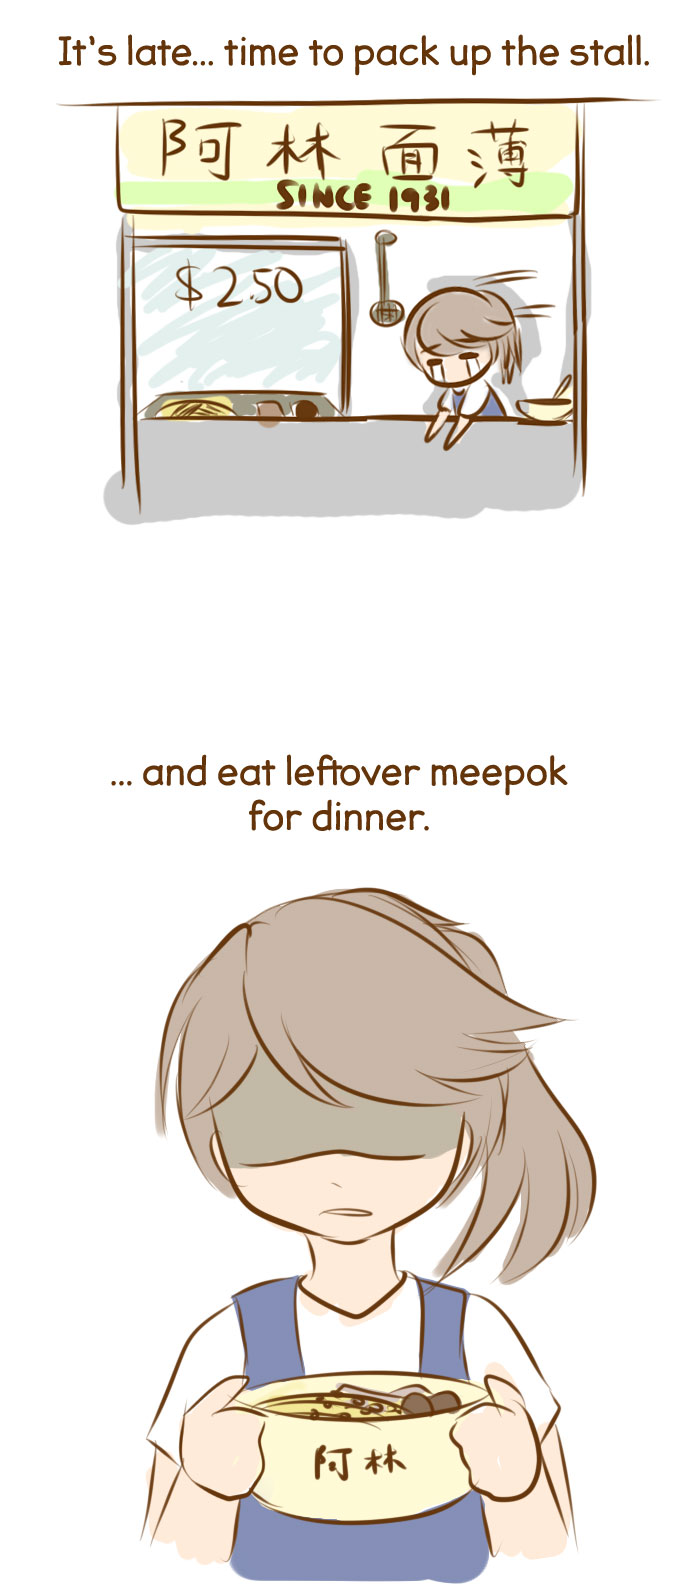 It's late... time to pack up the stall.
阿林面薄
SINCE 1931
$2.50
... and eat leftover meepok
for dinner.
阿林